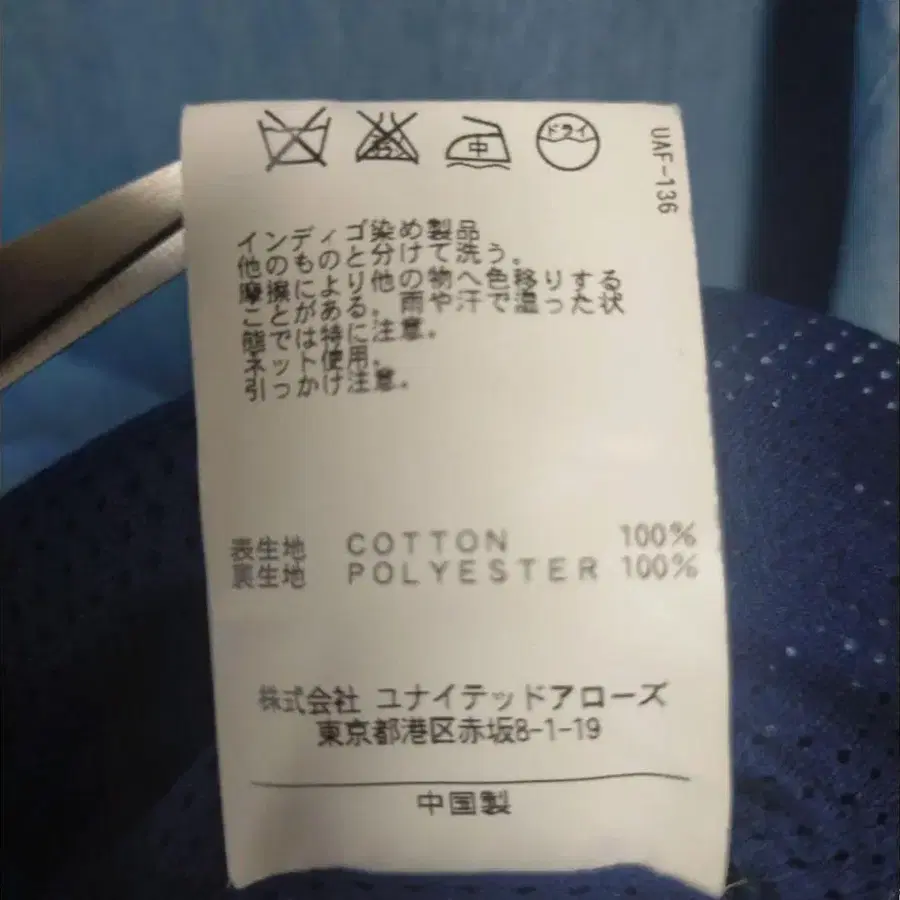 エンソ
中
ドライ
UAF-136
インディゴ染め製品
他のものと分けて洗う。
摩擦により他の物へ色移りする
ことがある。雨や汗で湿った状
態では特に注意。
ネット使用。
引っかけ注意。
表生地 COTTON 100%
裏生地 POLYESTER 100%
株式会社 ユナイテッドアローズ
東京都港区赤坂8-1-19
中国製